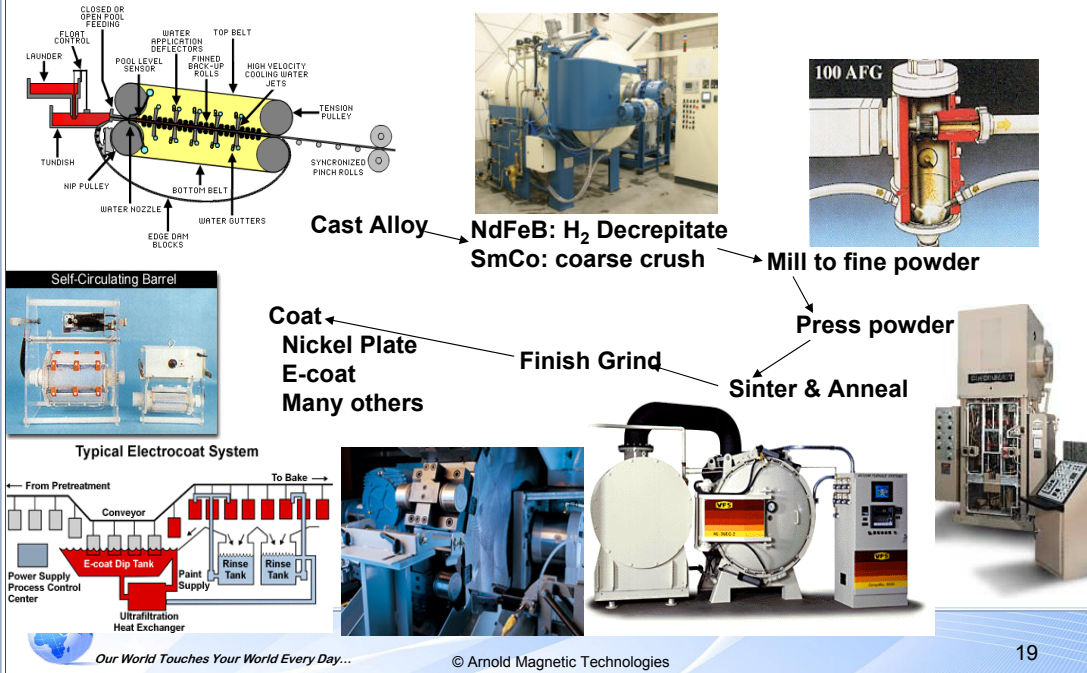 CLOSED OR
OPEN POOL
FEEDING
FLOAT
CONTROL
LAUNDER
POOL LEVEL
SENSOR
WATER
APPLICATION
DEFLECTORS
FINNED
BACK-UP
ROLLS
TOP BELT
HIGH VELOCITY
COOLING WATER
JETS
TENSION
PULLEY
TUNDISH
NIP PULLEY
WATER NOZZLE
EDGE DAM
BLOCKS
BOTTOM BELT
WATER GUTTERS
SYNCRONIZED
PINCH ROLLS
100 AFG
Cast Alloy
NdFeB: H₂ Decrepitate
SmCo: coarse crush
Mill to fine powder
Press powder
Sinter & Anneal
Finish Grind
Coat
Nickel Plate
E-coat
Many others
Self-Circulating Barrel
Typical Electrocoat System
From Pretreatment
To Bake
Conveyor
E-coat Dip Tank
Rinse
Tank
Rinse
Tank
Paint
Supply
Power Supply
Process Control
Center
Ultrafiltration
Heat Exchanger
VFS
VFS
Our World Touches Your World Every Day...
© Arnold Magnetic Technologies
19